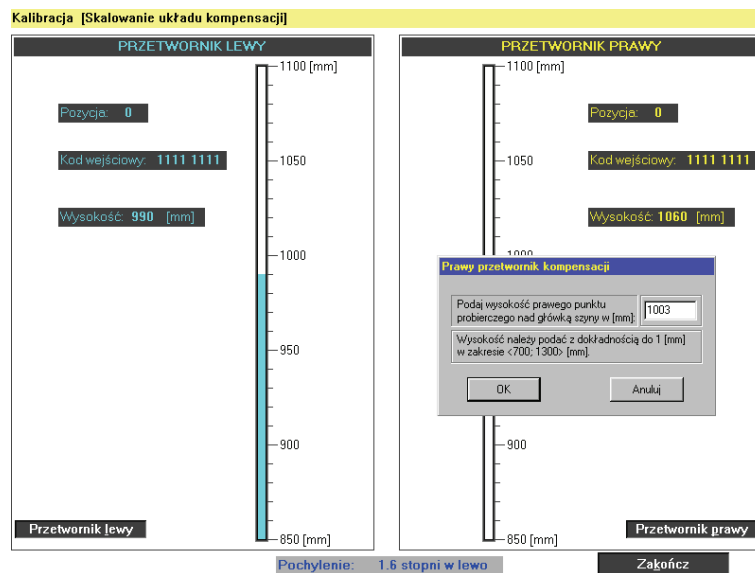 Kalibracja [Skalowanie układu kompensacji]
PRZETWORNIK LEWY
1100 [mm]
Pozycja: 0
Kod wejściowy: 1111 1111
1050
Wysokość: 990 [mm]
1000
950
900
850 [mm]
Przetwornik lewy
PRZETWORNIK PRAWY
1100 [mm]
Pozycja: 0
1050
Kod wejściowy: 1111 1111
Wysokość: 1060 [mm]
1000
Prawy przetwornik kompensacji
Podaj wysokość prawego punktu
probierczego nad główką szyny w [mm]:
1003
Wysokość należy podać z dokładnością do 1 [mm]
w zakresie <700; 1300> [mm].
OK
Anuluj
900
850 [mm]
Przetwornik prawy
Pochylenie: 1.6 stopni w lewo
Zakończ